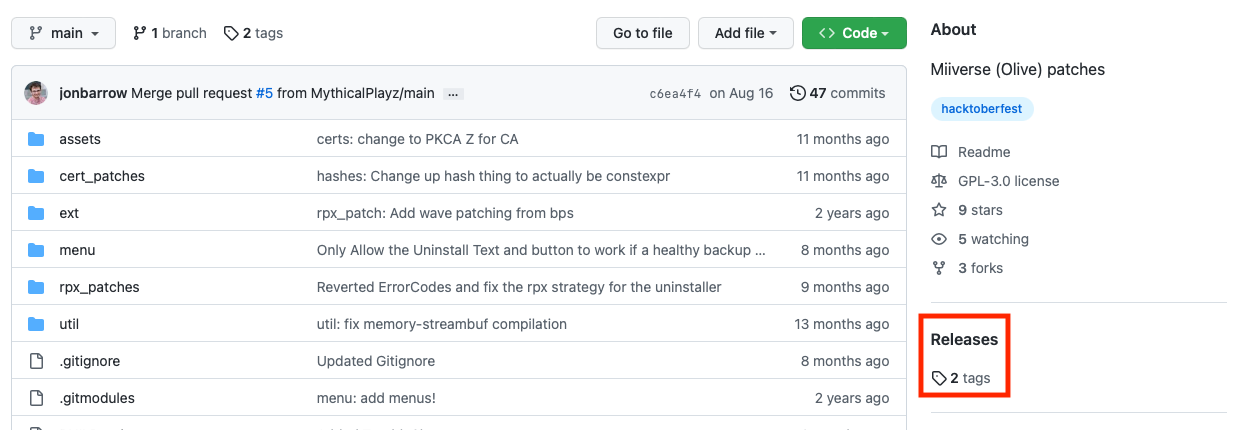 main 1 branch 2 tags Go to file Add file Code
jonbarrow Merge pull request #5 from MythicalPlayz/main ... c6ea4f4 on Aug 16 47 commits
assets certs: change to PKCA Z for CA 11 months ago
cert_patches hashes: Change up hash thing to actually be constexpr 11 months ago
ext rpx_patch: Add wave patching from bps 2 years ago
menu Only Allow the Uninstall Text and button to work if a healthy backup ... 8 months ago
rpx_patches Reverted ErrorCodes and fix the rpx strategy for the uninstaller 9 months ago
util util: fix memory-streambuf compilation 13 months ago
.gitignore Updated Gitignore 8 months ago
.gitmodules menu: add menus! 2 years ago
About
Miiverse (Olive) patches
hacktoberfest
Readme
GPL-3.0 license
9 stars
5 watching
3 forks
Releases
2 tags